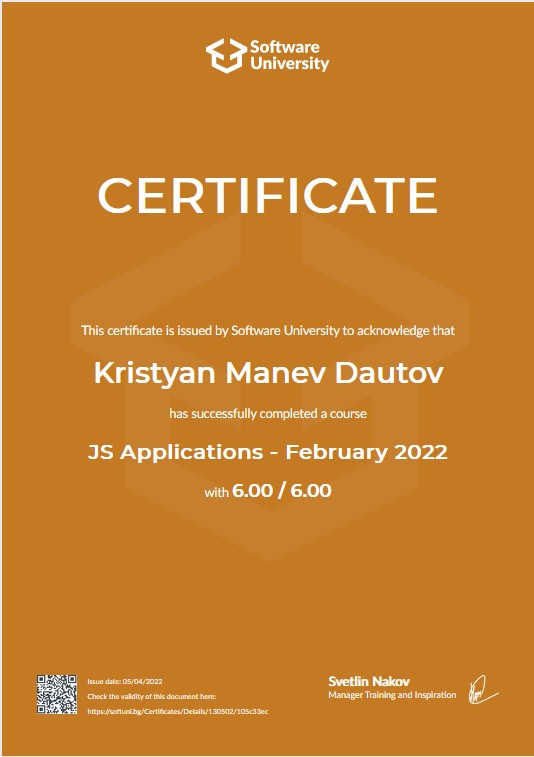 Software
University
CERTIFICATE
This certificate is issued by Software University to acknowledge that
Kristyan Manev Dautov
has successfully completed a course
JS Applications - February 2022
with 6.00 / 6.00
Issue date: 05/04/2022
Check the validity of this document here:
https://softuni.bg/Certificates/Details/130502/105c33ec
Svetlin Nakov
Manager Training and Inspiration